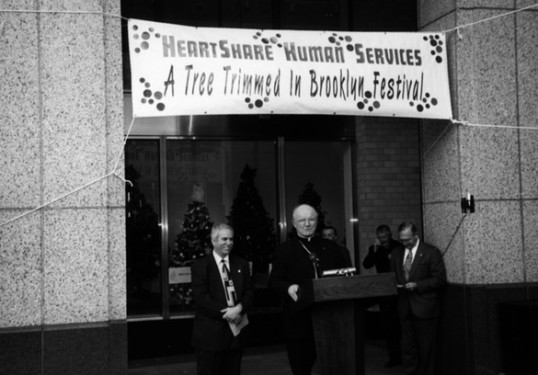 HEARTSHARE HUMAN SERVICES
A Tree Trimmed In Brooklyn Festival